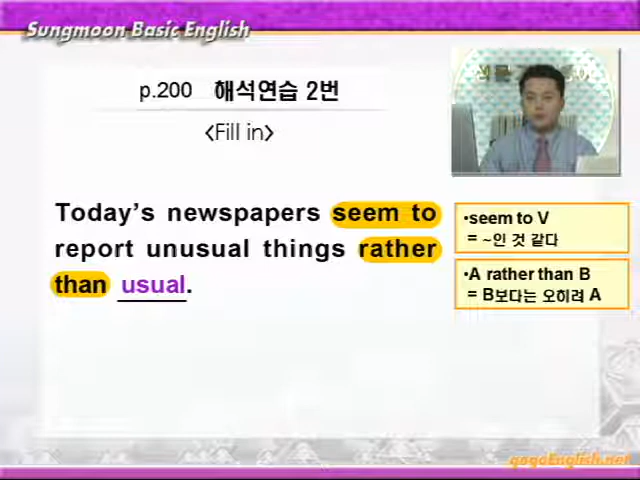 Sungmoon Basic English
p.200 해석연습 2번
<Fill in>
Today's newspapers seem to
report unusual things rather
than usual.
•seem to V
= ~인 것 같다
•A rather than B
= B보다는 오히려 A
gogoEnglish.net